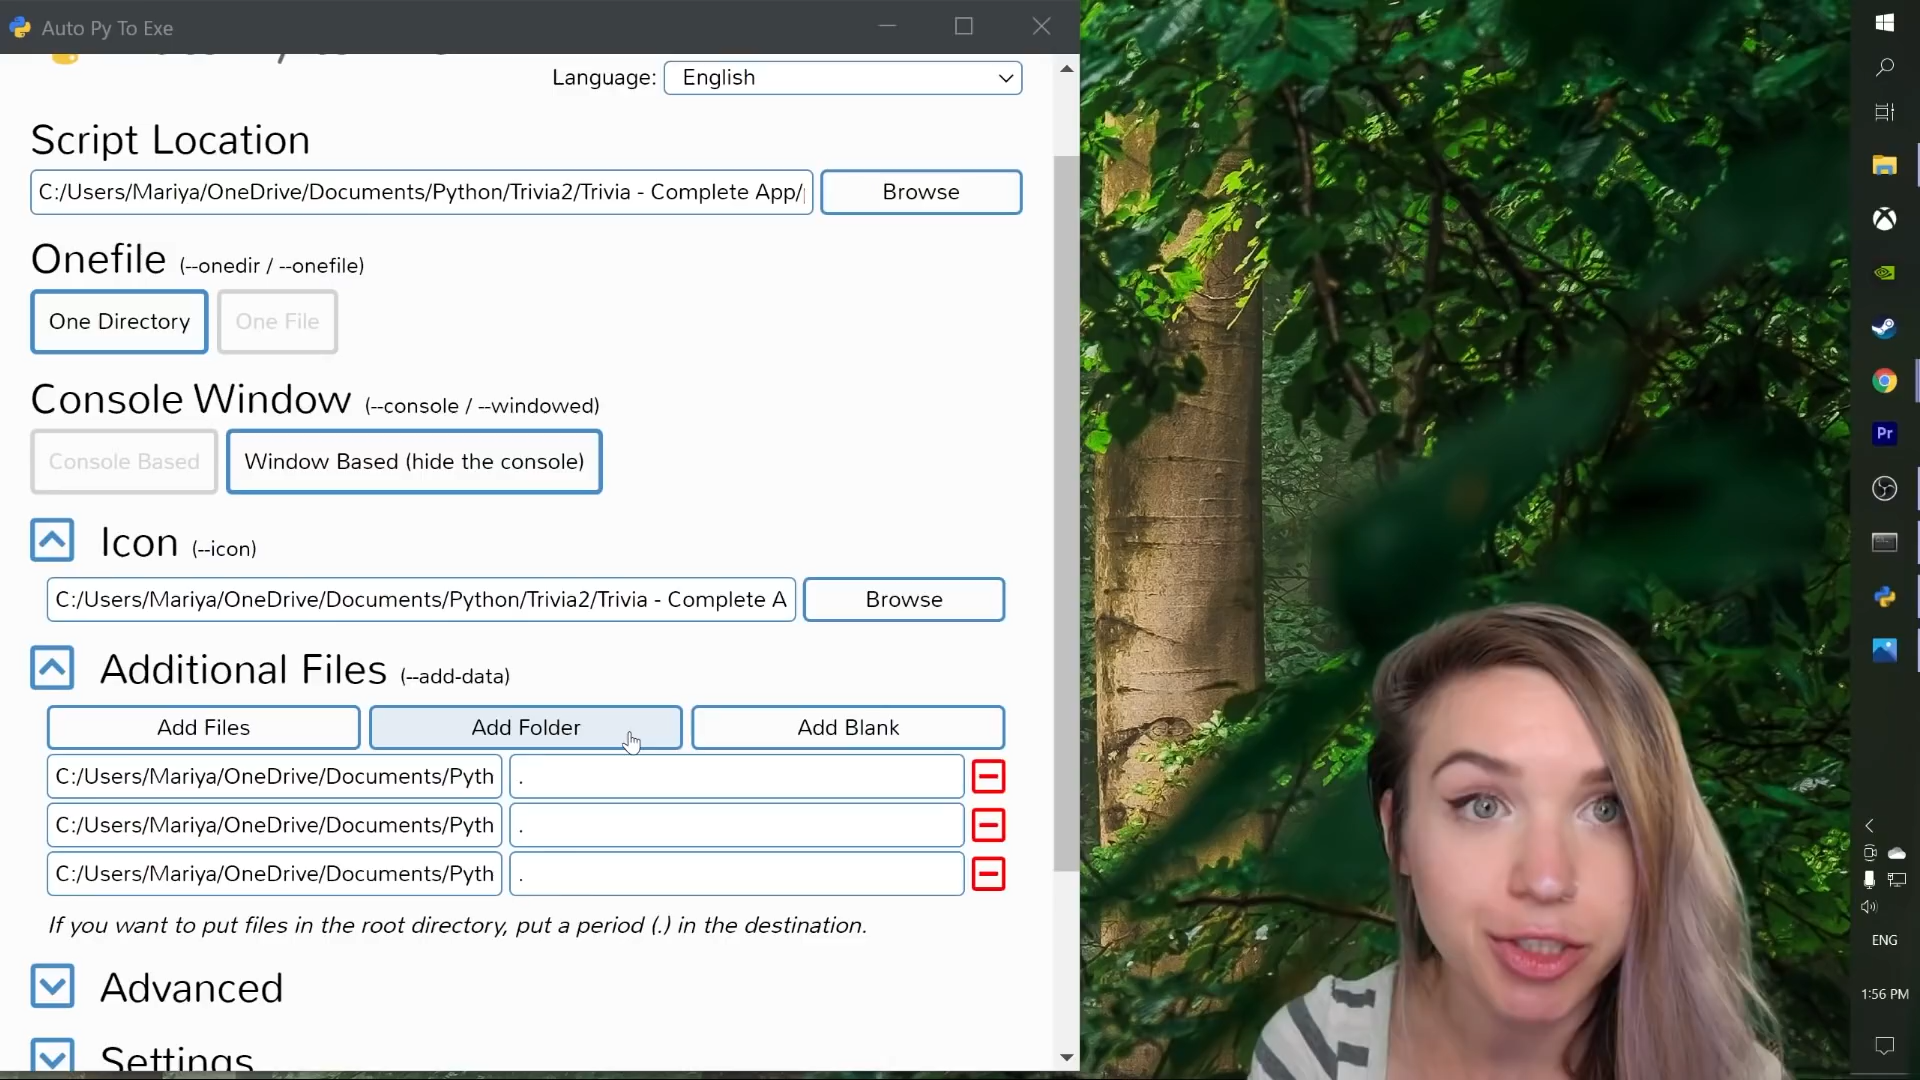 Auto Py To Exe
Language: English
Script Location
C:/Users/Mariya/OneDrive/Documents/Python/Trivia2/Trivia - Complete App/
Browse
Onefile (--onedir / --onefile)
One Directory
One File
Console Window (--console / --windowed)
Console Based
Window Based (hide the console)
Icon (--icon)
C:/Users/Mariya/OneDrive/Documents/Python/Trivia2/Trivia - Complete A
Browse
Additional Files (--add-data)
Add Files
Add Folder
Add Blank
C:/Users/Mariya/OneDrive/Documents/Pyth
.
C:/Users/Mariya/OneDrive/Documents/Pyth
.
C:/Users/Mariya/OneDrive/Documents/Pyth
.
If you want to put files in the root directory, put a period (.) in the destination.
Advanced
Settings
Pr
ENG
1:56 PM